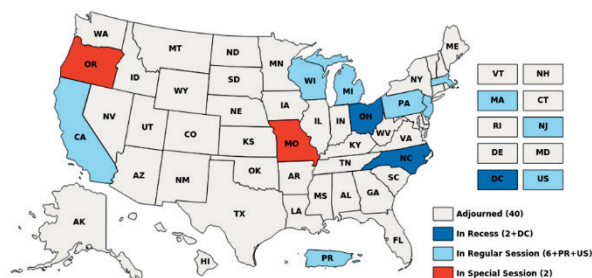 WA
ME
MT
ND
MN
OR
VT
NH
ID
SD
WI
NY
WY
MI
MA
CT
IA
PA
NE
NV
OH
RI
NJ
IL
IN
UT
CO
WV
CA
KS
MO
KY
VA
DE
MD
NC
TN
DC
US
AZ
NM
OK
AR
SC
MS
AL
GA
AK
TX
LA
FL
HI
PR
Adjourned (40)
In Recess (2+DC)
In Regular Session (6+PR+US)
In Special Session (2)